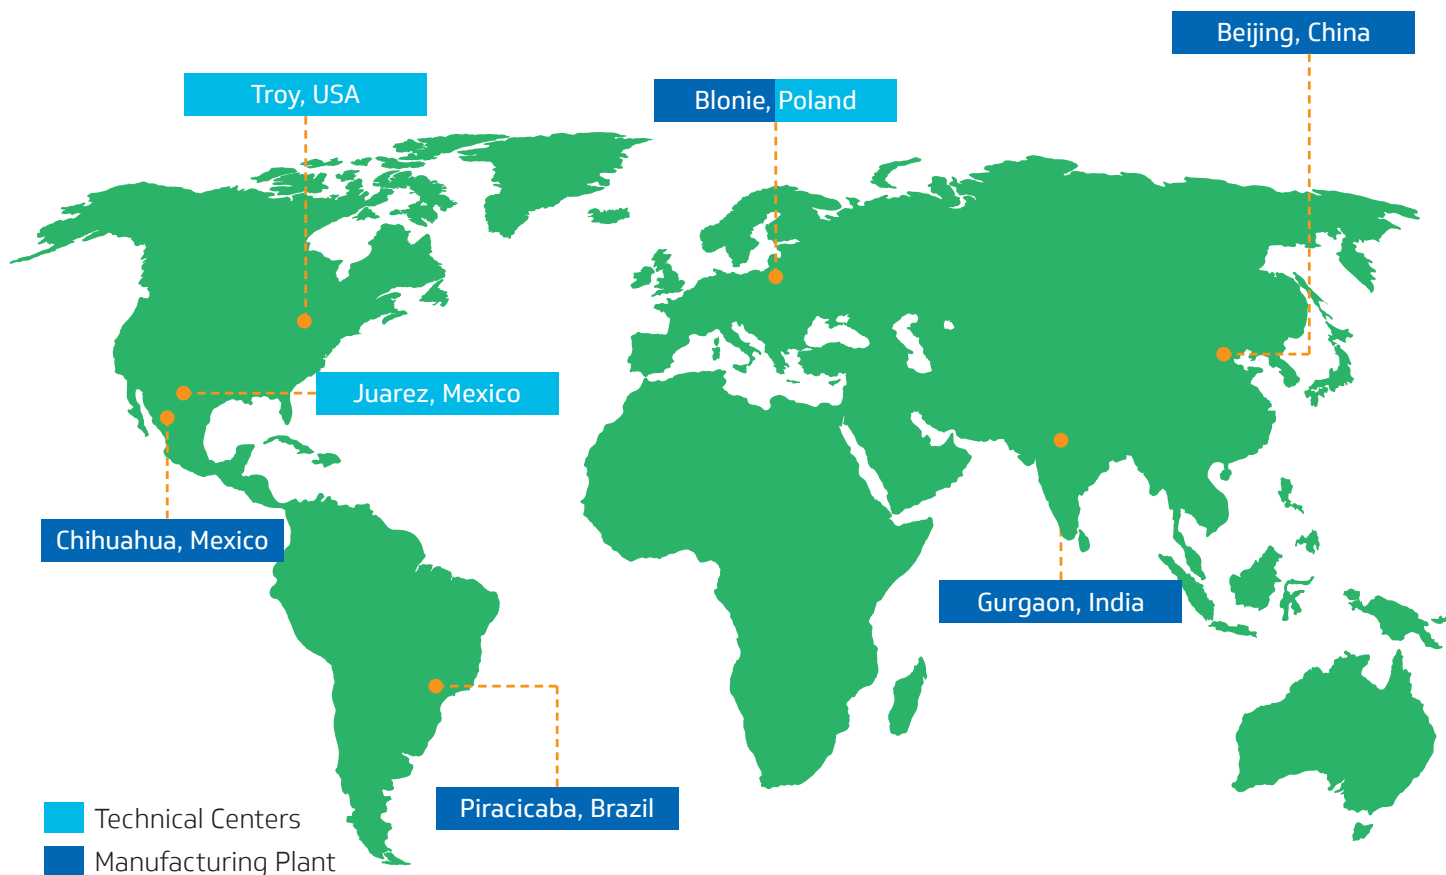 Beijing, China
Troy, USA
Blonie, Poland
Juarez, Mexico
Chihuahua, Mexico
Gurgaon, India
Piracicaba, Brazil
Technical Centers
Manufacturing Plant